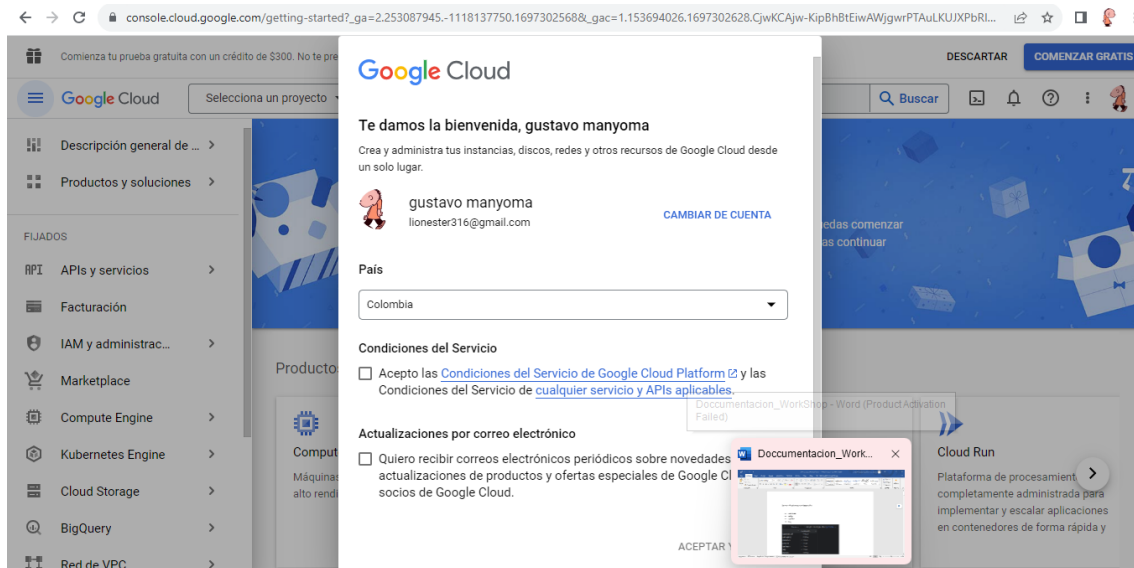 console.cloud.google.com/getting-started?_ga=2.253087945.-1118137750.1697302568&_gac=1.153694026.1697302628.CjwKCAjw-KipBhBtEiwAWjgwrPTAuLKUJXPbRl...
Comienza tu prueba gratuita con un crédito de $300. No te pre
DESCARTAR
COMENZAR GRATIS
Google Cloud
Selecciona un proyecto
Buscar
Descripción general de ...
Productos y soluciones
FIJADOS
API APIs y servicios
Facturación
IAM y administrac...
Marketplace
Compute Engine
Kubernetes Engine
Cloud Storage
BigQuery
Red de VPC
Google Cloud
Te damos la bienvenida, gustavo manyoma
Crea y administra tus instancias, discos, redes y otros recursos de Google Cloud desde
un solo lugar.
gustavo manyoma
lionester316@gmail.com
CAMBIAR DE CUENTA
País
Colombia
Condiciones del Servicio
Acepto las Condiciones del Servicio de Google Cloud Platform y las
Condiciones del Servicio de cualquier servicio y APIs aplicables.
Actualizaciones por correo electrónico
Quiero recibir correos electrónicos periódicos sobre novedades
actualizaciones de productos y ofertas especiales de Google Cl
socios de Google Cloud.
ACEPTAR Y
Doccumentacion_WorkShop - Word (Product Activation
Failed)
Doccumentacion_Work...
edas comenzar
as continuar
Producto
Comput
Máquinas
alto rendi
Cloud Run
Plataforma de procesamient
completamente administrada para
implementar y escalar aplicaciones
en contenedores de forma rápida y